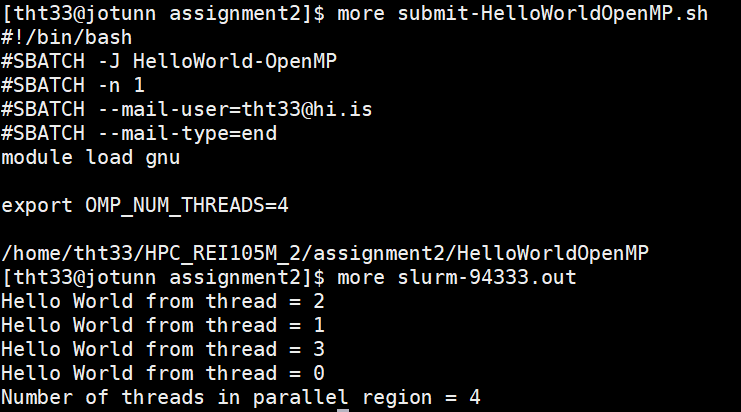 [tht33@jotunn assignment2]$ more submit-HelloWorldOpenMP.sh
#!/bin/bash
#SBATCH -J HelloWorld-OpenMP
#SBATCH -n 1
#SBATCH --mail-user=tht33@hi.is
#SBATCH --mail-type=end
module load gnu

export OMP_NUM_THREADS=4

/home/tht33/HPC_REI105M_2/assignment2/HelloWorldOpenMP
[tht33@jotunn assignment2]$ more slurm-94333.out
Hello World from thread = 2
Hello World from thread = 1
Hello World from thread = 3
Hello World from thread = 0
Number of threads in parallel region = 4